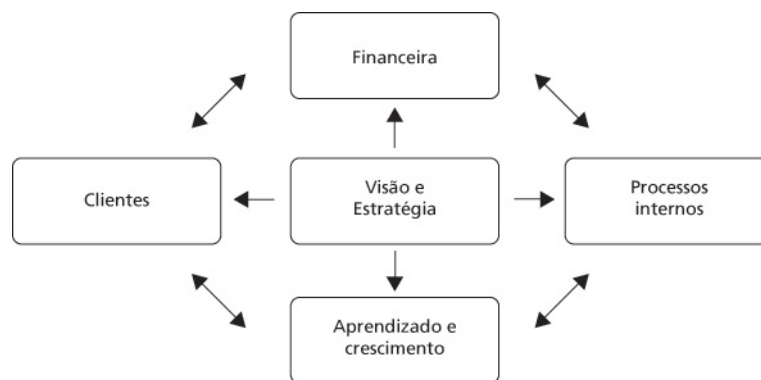 Financeira
Clientes
Visão e
Estratégia
Processos
internos
Aprendizado e
crescimento